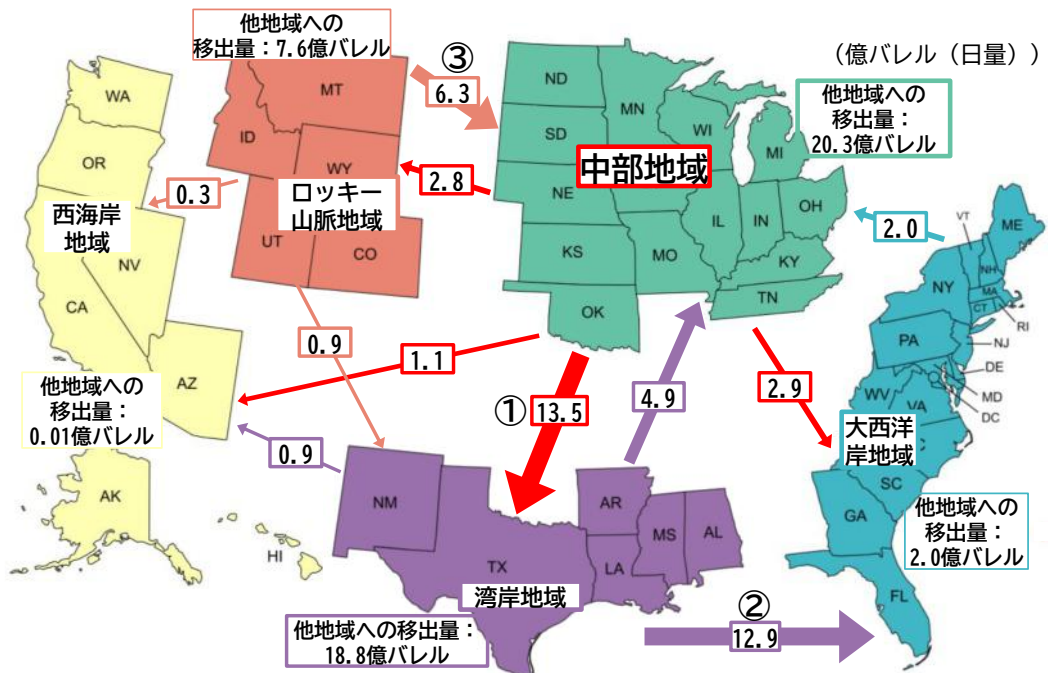 他地域への
移出量：7.6億バレル
③
6.3
(億バレル（日量）)
他地域への
移出量：
20.3億バレル
WA
OR
NV
CA
AZ
AK
HI
西海岸
地域
MT
ID
WY
UT
CO
ロッキー
山脈地域
0.3
2.8
ND
SD
NE
KS
OK
MN
WI
MI
IL
IN
OH
MO
KY
TN
中部地域
2.0
VT
ME
NH
NY
MA
CT
RI
PA
NJ
DE
MD
DC
WV
VA
C
SC
GA
FL
大西洋
岸地域
0.9
1.1
① 13.5
4.9
2.9
他地域への
移出量：
0.01億バレル
0.9
NM
TX
AR
LA
MS
AL
湾岸地域
他地域への
移出量：
2.0億バレル
他地域への移出量：
18.8億バレル
②
12.9